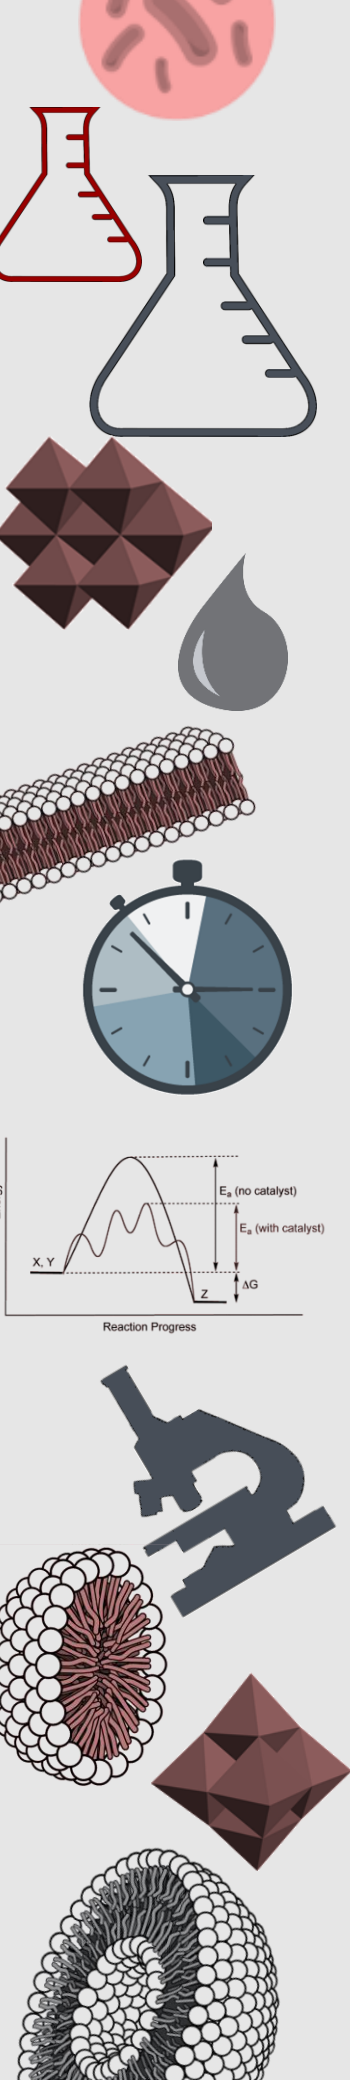 Eₐ (no catalyst)
Eₐ (with catalyst)
X, Y
ΔG
Z
Reaction Progress